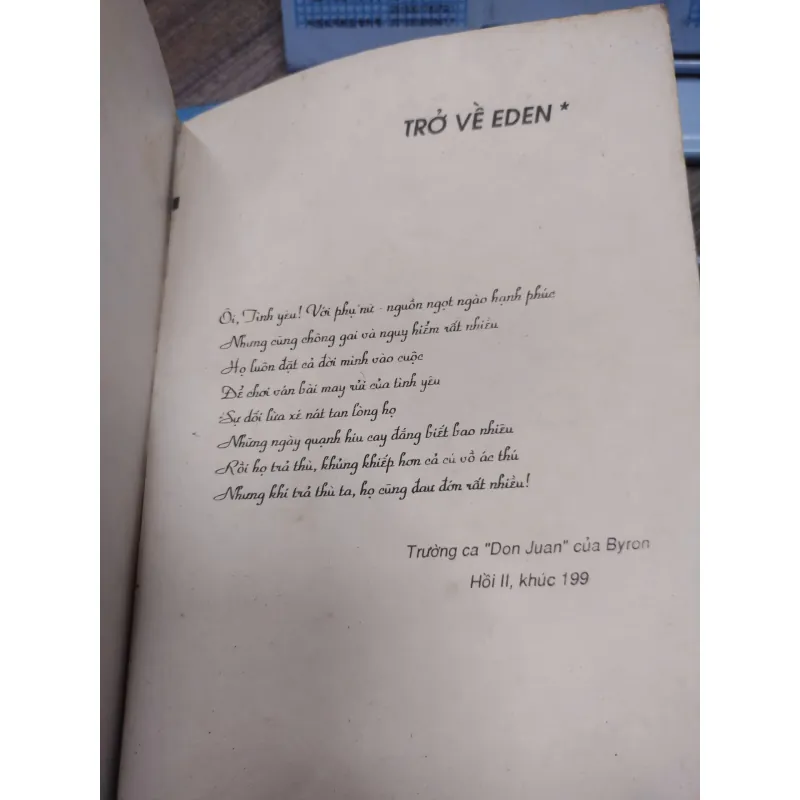 TRỞ VỀ EDEN *
Ôi, Tình yêu! Với phụ nữ - nguồn ngọt ngào hạnh phúc
Nhưng cũng chông gai và nguy hiểm rất nhiều
Họ luôn đặt cả đời mình vào cuộc
Để chơi ván bài may rủi của tình yêu
Sự dối lừa xé nát tan lòng họ
Những ngày quạnh hiu cay đắng biết bao nhiêu
Rồi họ trả thù, khủng khiếp hơn cả cú vồ ác thú
Nhưng khi trả thù ta, họ cũng đau đớn rất nhiều!
Trường ca "Don Juan" của Byron
Hồi II, khúc 199